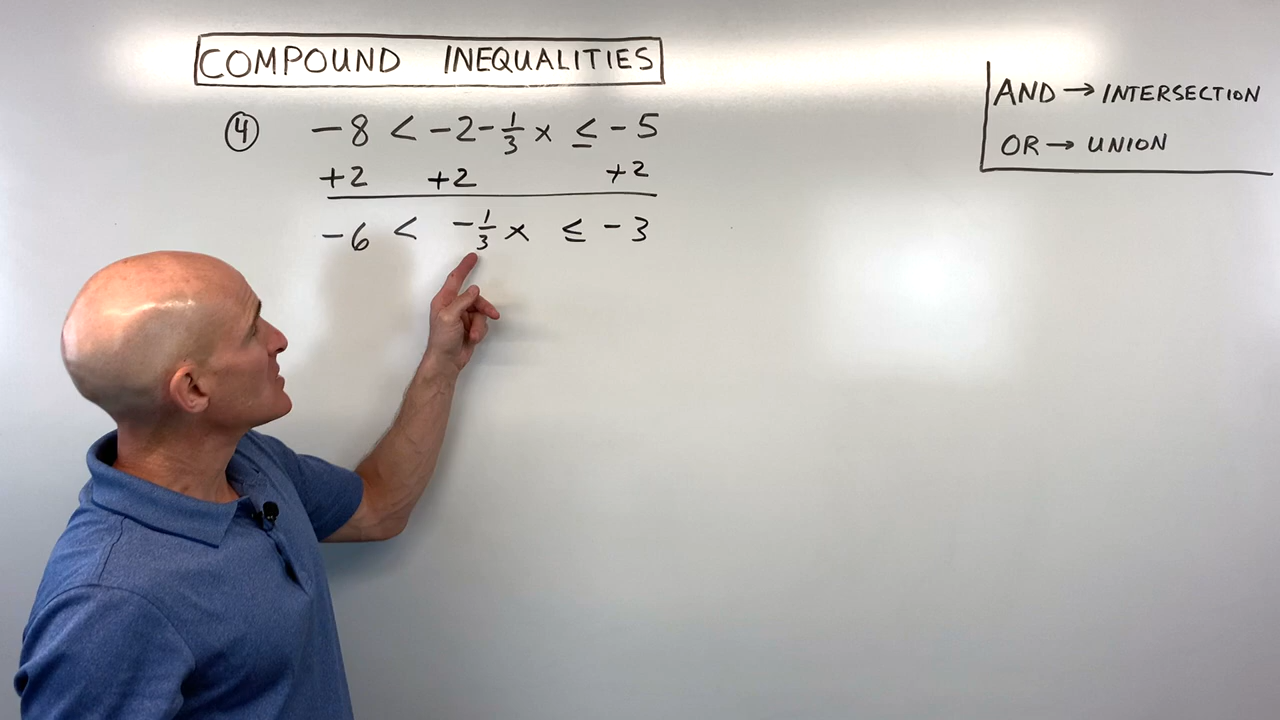 COMPOUND INEQUALITIES
AND → INTERSECTION
OR → UNION
④ -8 < -2 - 1/3 x ≤ -5
+2 +2 +2
-6 < -1/3 x ≤ -3